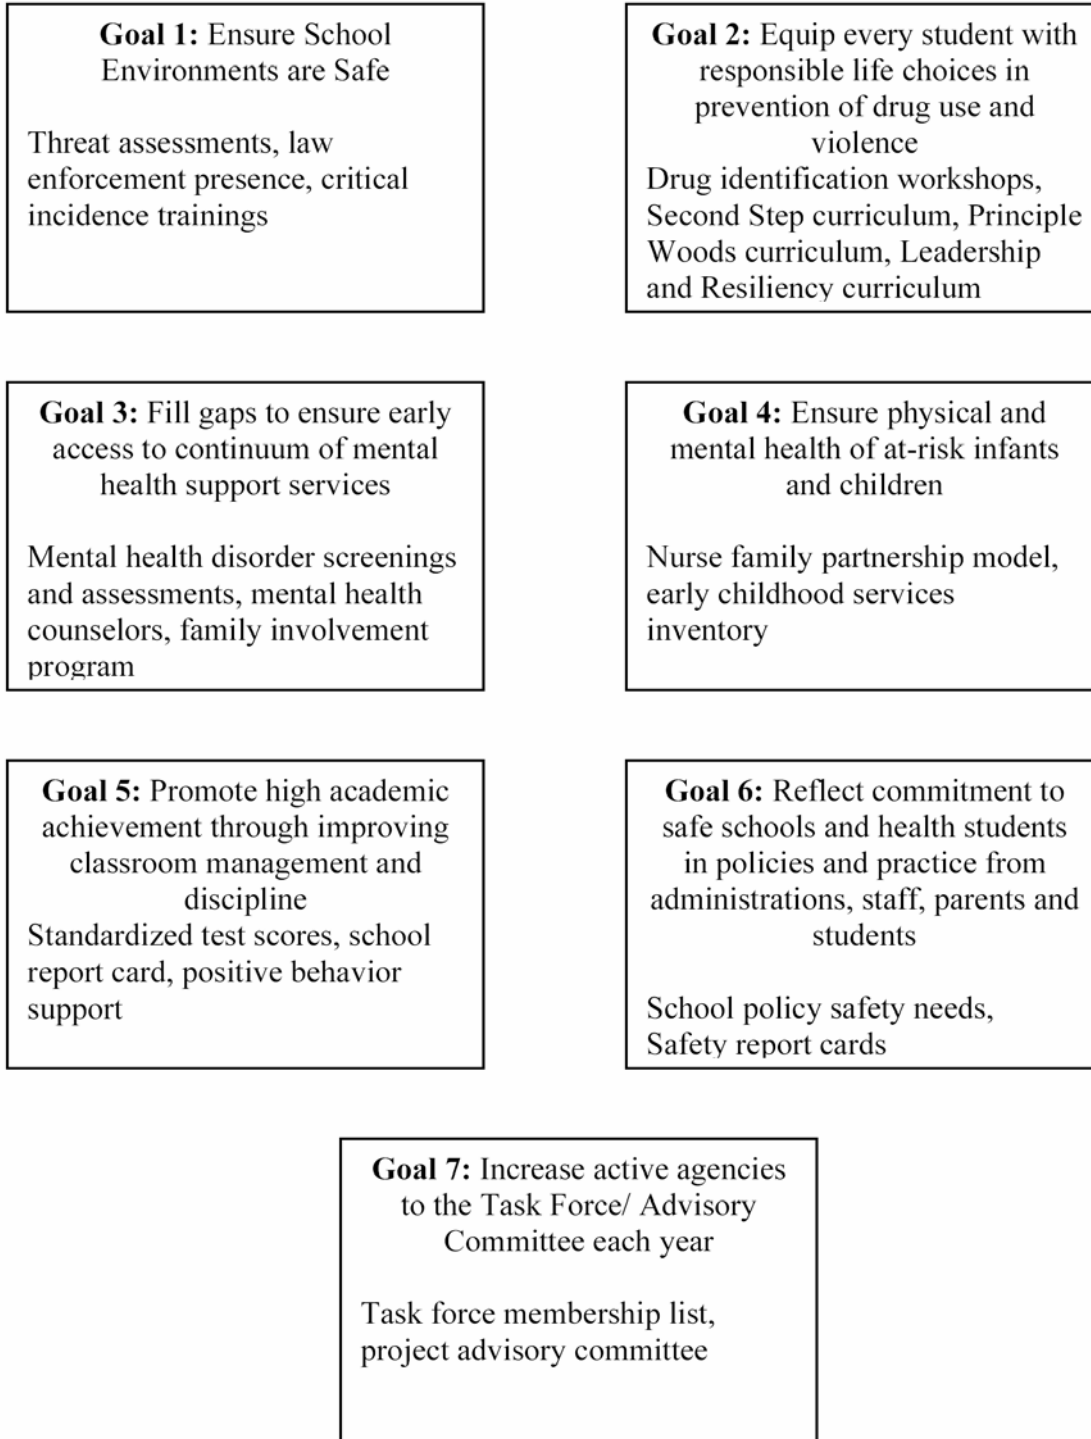 Goal 1: Ensure School
Environments are Safe
Threat assessments, law
enforcement presence, critical
incidence trainings
Goal 2: Equip every student with
responsible life choices in
prevention of drug use and
violence
Drug identification workshops,
Second Step curriculum, Principle
Woods curriculum, Leadership
and Resiliency curriculum
Goal 3: Fill gaps to ensure early
access to continuum of mental
health support services
Mental health disorder screenings
and assessments, mental health
counselors, family involvement
program
Goal 4: Ensure physical and
mental health of at-risk infants
and children
Nurse family partnership model,
early childhood services
inventory
Goal 5: Promote high academic
achievement through improving
classroom management and
discipline
Standardized test scores, school
report card, positive behavior
support
Goal 6: Reflect commitment to
safe schools and health students
in policies and practice from
administrations, staff, parents and
students
School policy safety needs,
Safety report cards
Goal 7: Increase active agencies
to the Task Force/ Advisory
Committee each year
Task force membership list,
project advisory committee